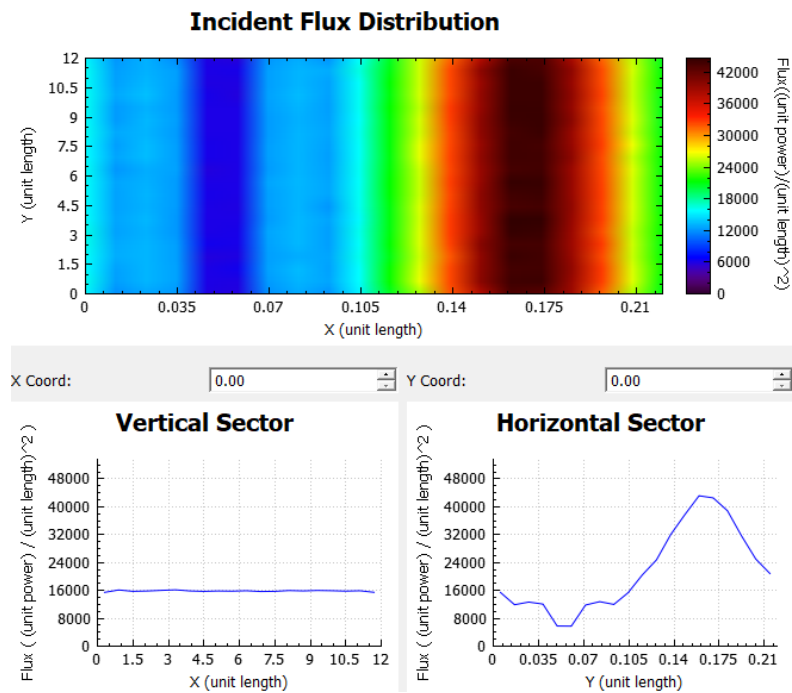 Incident Flux Distribution
Y (unit length)
12
10.5
9
7.5
6
4.5
3
1.5
0
0 0.035 0.07 0.105 0.14 0.175 0.21
X (unit length)
42000
36000
30000
24000
18000
12000
6000
0
Flux((unit power)/(unit length)^2)
X Coord: 0.00 Y Coord: 0.00
Vertical Sector
Flux ( (unit power) / (unit length)^2 )
48000
40000
32000
24000
16000
8000
0
0 1.5 3 4.5 6 7.5 9 10.5 12
X (unit length)
Horizontal Sector
Flux ( (unit power) / (unit length)^2 )
48000
40000
32000
24000
16000
8000
0
0 0.035 0.07 0.105 0.14 0.175 0.21
Y (unit length)